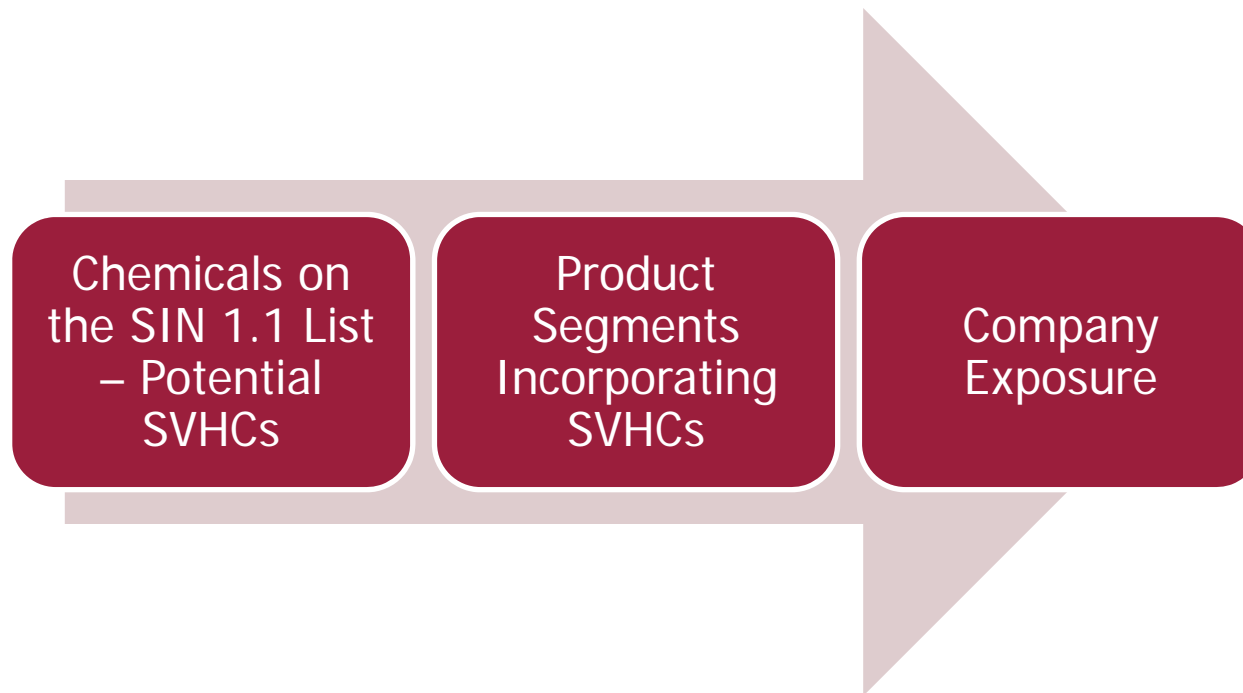 Chemicals on
the SIN 1.1 List
– Potential
SVHCs
Product
Segments
Incorporating
SVHCs
Company
Exposure